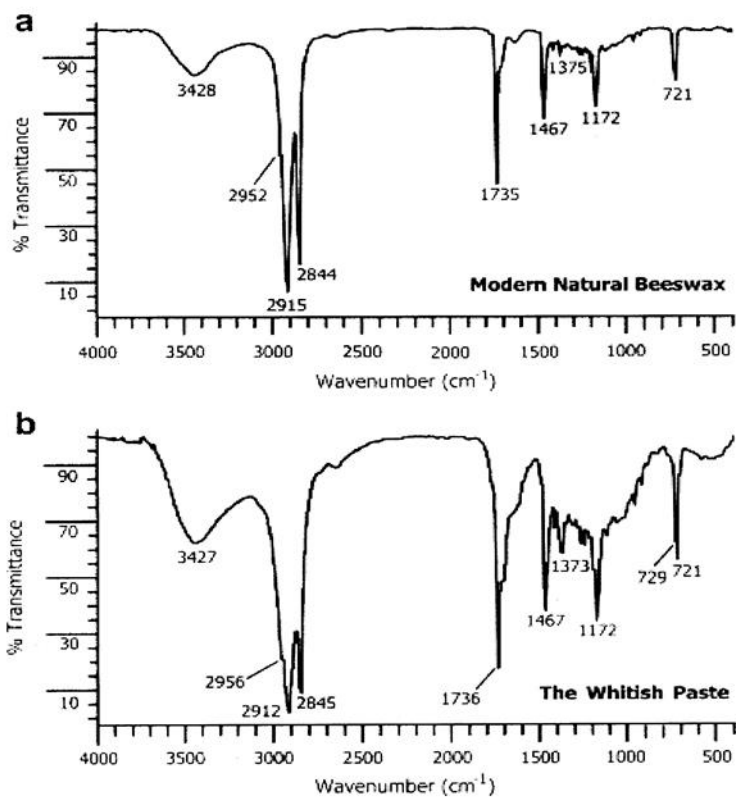 a
90
70
50
30
10
% Transmittance
3428
2952
2915
2844
1735
1467
1375
1172
721
Modern Natural Beeswax
4000 3500 3000 2500 2000 1500 1000 500
Wavenumber (cm-1)
b
90
70
50
30
10
% Transmittance
3427
2956
2912
2845
1736
1467
1373
1172
729
721
The Whitish Paste
4000 3500 3000 2500 2000 1500 1000 500
Wavenumber (cm-1)